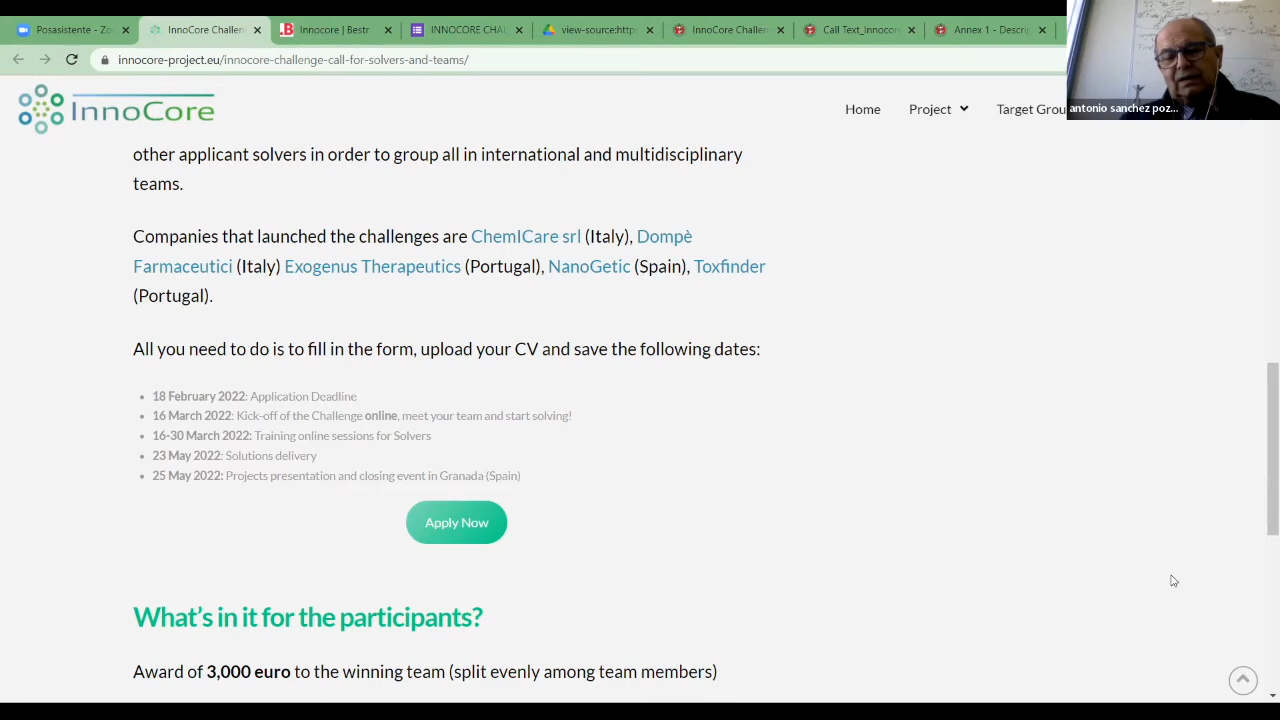 Posasistente - Zo
InnoCore Challen
Innocore | Bestr
INNOCORE CHAL
view-source:https
InnoCore Challen
Call Text_Innocore
Annex 1 - Descrip
innocore-project.eu/innocore-challenge-call-for-solvers-and-teams/
antonio sanchez poz...
InnoCore
Home
Project
Target Grou
other applicant solvers in order to group all in international and multidisciplinary
teams.
Companies that launched the challenges are ChemICare srl (Italy), Dompè
Farmaceutici (Italy) Exogenus Therapeutics (Portugal), NanoGetic (Spain), Toxfinder
(Portugal).
All you need to do is to fill in the form, upload your CV and save the following dates:
• 18 February 2022: Application Deadline
• 16 March 2022: Kick-off of the Challenge online, meet your team and start solving!
• 16-30 March 2022: Training online sessions for Solvers
• 23 May 2022: Solutions delivery
• 25 May 2022: Projects presentation and closing event in Granada (Spain)
Apply Now
What's in it for the participants?
Award of 3,000 euro to the winning team (split evenly among team members)